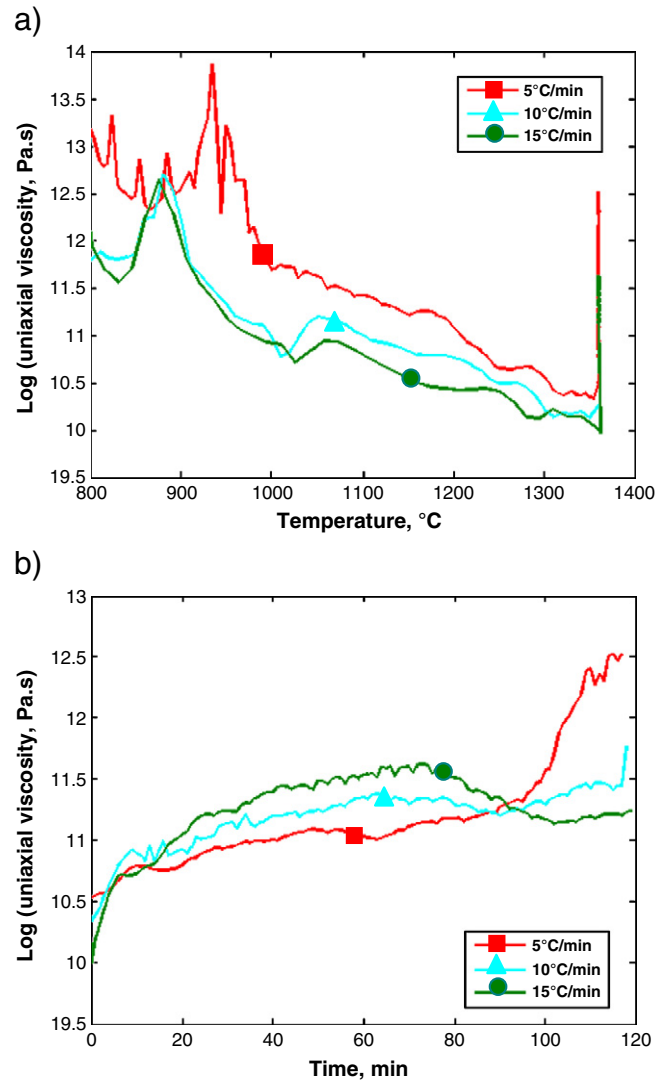 a)
14
13.5
13
12.5
12
11.5
11
10.5
10
19.5
Log (uniaxial viscosity, Pa.s)
5°C/min
10°C/min
15°C/min
800 900 1000 1100 1200 1300 1400
Temperature, °C
b)
13
12.5
12
11.5
11
10.5
10
19.5
Log (uniaxial viscosity, Pa.s)
5°C/min
10°C/min
15°C/min
0 20 40 60 80 100 120
Time, min